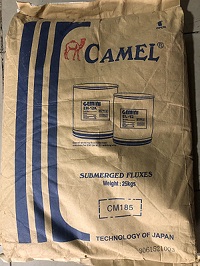 CAMEL®
SUBMERGED FLUXES
Weight : 25kgs
CM185
TECHNOLOGY OF JAPAN